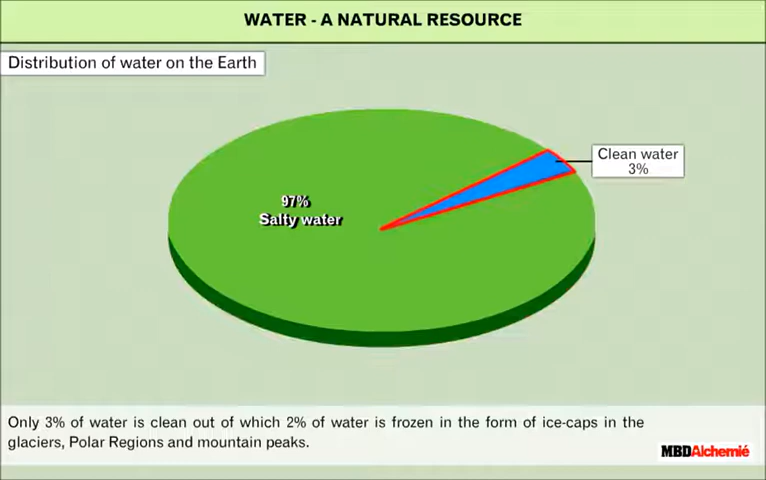 WATER - A NATURAL RESOURCE
Distribution of water on the Earth
Clean water
3%
97%
Salty water
Only 3% of water is clean out of which 2% of water is frozen in the form of ice-caps in the
glaciers, Polar Regions and mountain peaks.
MBDAlchemié